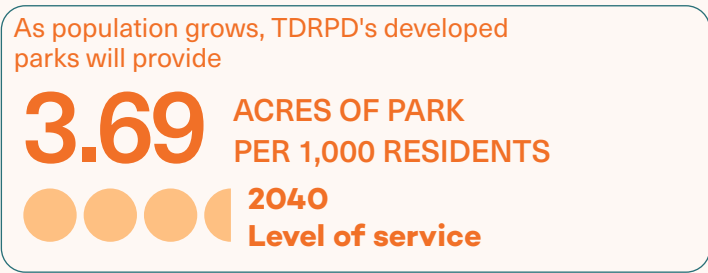 As population grows, TDRPD's developed
parks will provide
3.69
ACRES OF PARK
PER 1,000 RESIDENTS
2040
Level of service